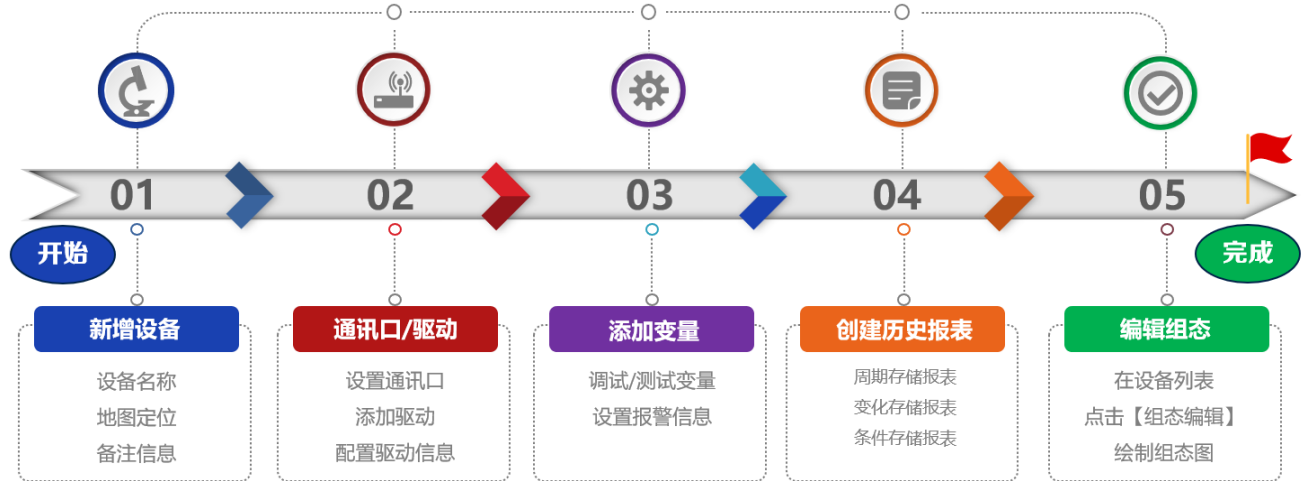 01
02
03
04
05
开始
完成
新增设备
设备名称
地图定位
备注信息
通讯口/驱动
设置通讯口
添加驱动
配置驱动信息
添加变量
调试/测试变量
设置报警信息
创建历史报表
周期存储报表
变化存储报表
条件存储报表
编辑组态
在设备列表
点击【组态编辑】
绘制组态图